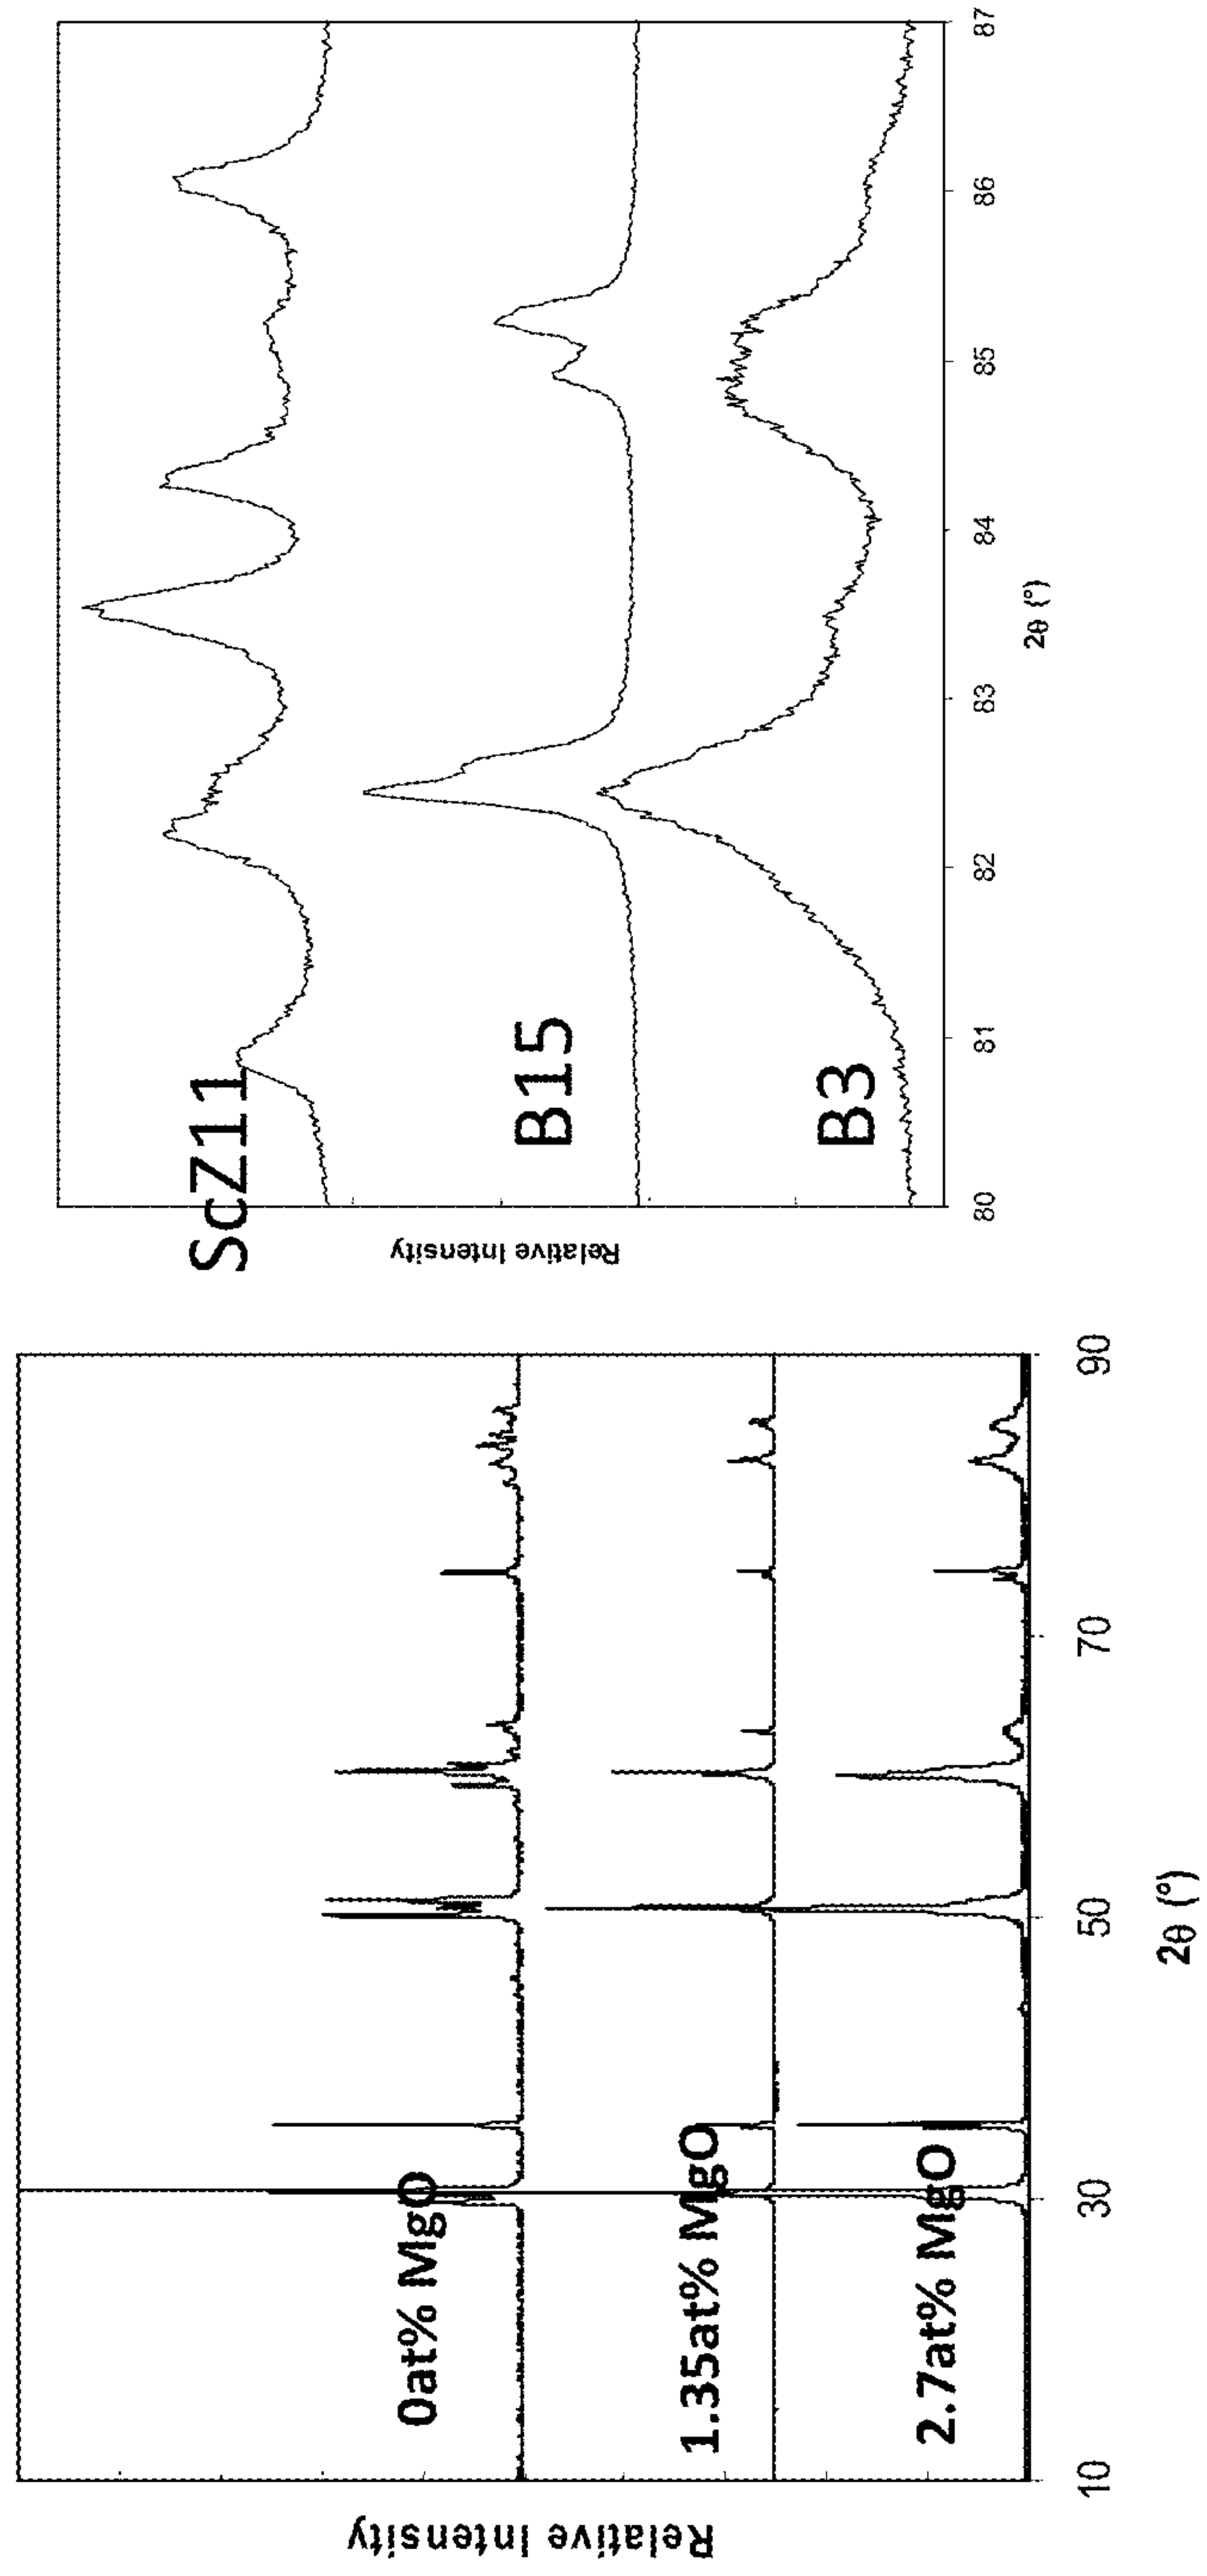 Relative Intensity
0at% MgO
1.35at% MgO
2.7at% MgO
10 30 50 70 90
2θ (°)
Relative Intensity
ScZ11
B15
B3
80 81 82 83 84 85 86 87
2θ (°)